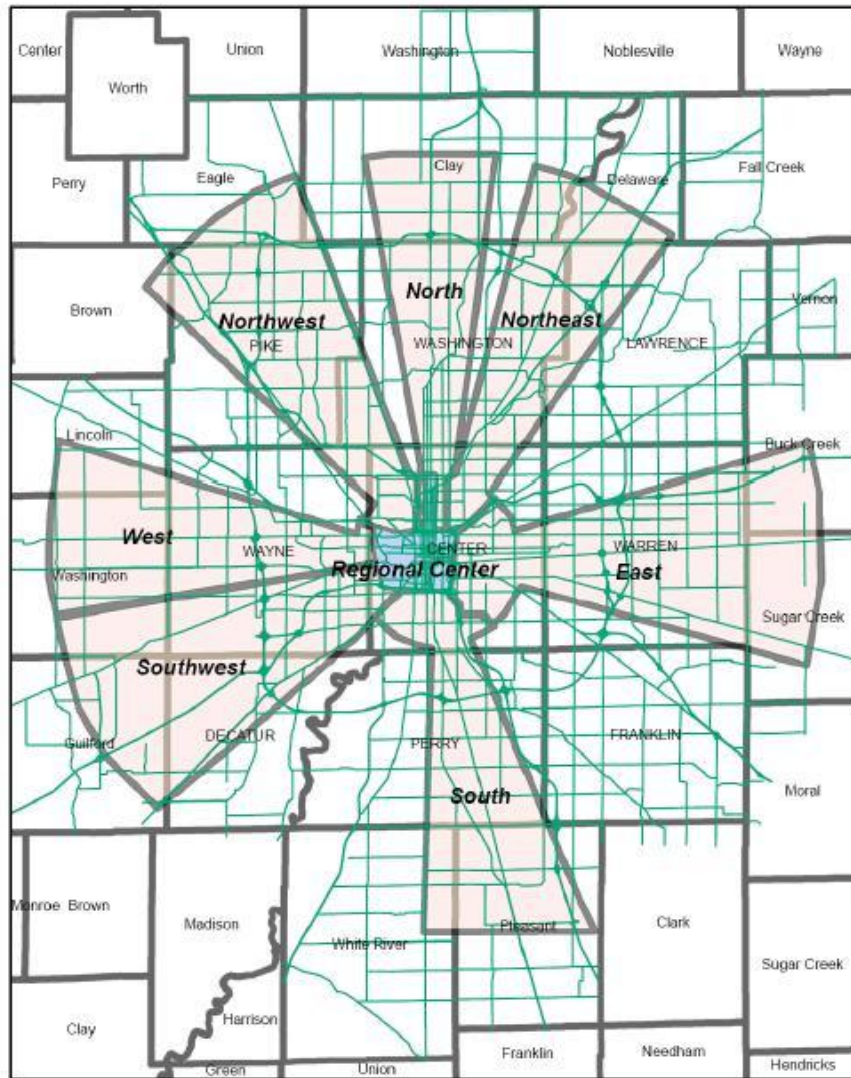 Center
Union
Washington
Noblesville
Wayne
Worth
Perry
Eagle
Clay
Delaware
Fall Creek
Brown
North
Northwest
Northeast
Vernon
PIKE
WASHINGTON
LAWRENCE
Lincoln
Buck Creek
West
WAYNE
CENTER
WARREN
Washington
Regional Center
East
Sugar Creek
Southwest
Guilford
DECATUR
PERRY
FRANKLIN
South
Moral
Monroe
Brown
Madison
White River
Pleasant
Clark
Sugar Creek
Clay
Harrison
Green
Union
Franklin
Needham
Hendricks